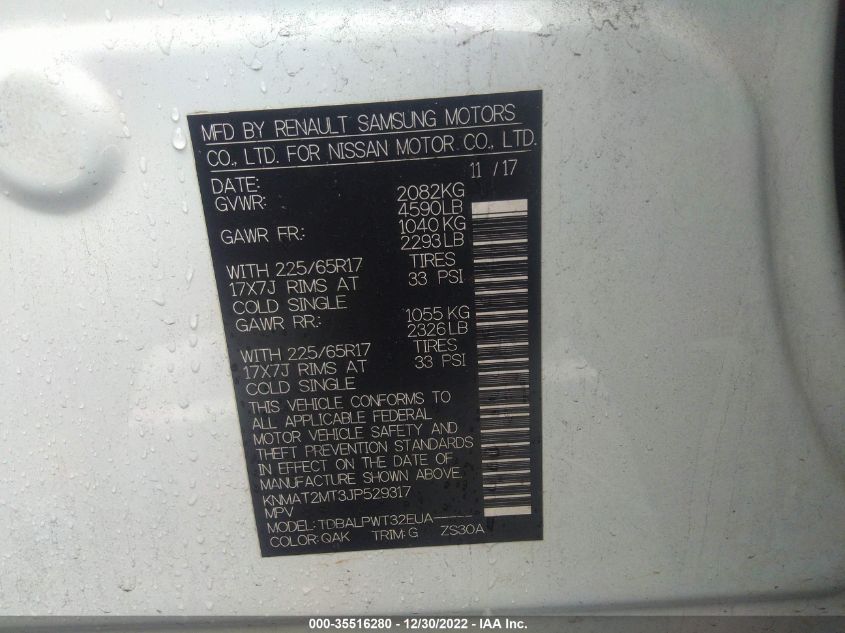 MFD BY RENAULT SAMSUNG MOTORS
CO., LTD. FOR NISSAN MOTOR CO., LTD.
DATE: 11 / 17
GVWR: 2082KG
4590LB
GAWR FR: 1040 KG
2293LB
WITH 225/65R17 TIRES
17X7J RIMS AT 33 PSI
COLD SINGLE
GAWR RR: 1055 KG
2326LB
WITH 225/65R17 TIRES
17X7J RIMS AT 33 PSI
COLD SINGLE
THIS VEHICLE CONFORMS TO
ALL APPLICABLE FEDERAL
MOTOR VEHICLE SAFETY AND
THEFT PREVENTION STANDARDS
IN EFFECT ON THE DATE OF
MANUFACTURE SHOWN ABOVE.
KNMAT2MT3JP529317
MPV
MODEL: TDBALPWT32EUA-----
COLOR: QAK TRIM: G ZS30A
000-35516280 - 12/30/2022 - IAA Inc.